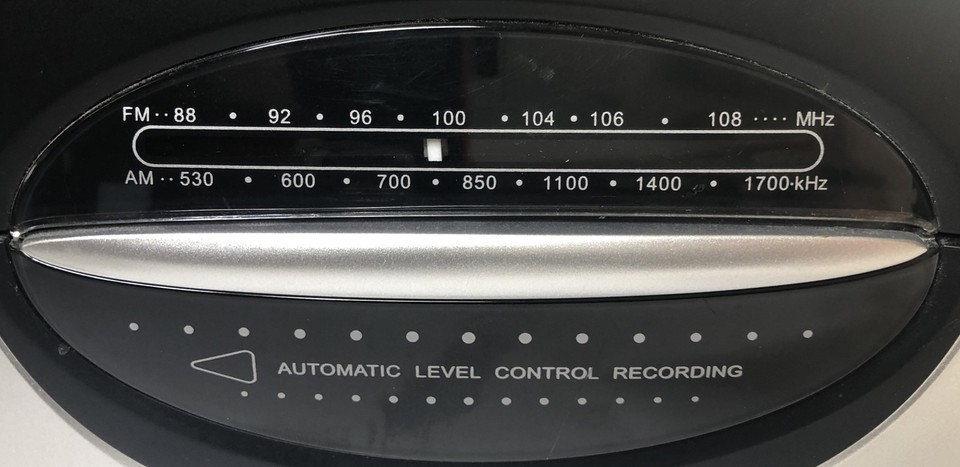 FM·· 88 • 92 • 96 • 100 • 104 • 106 • 108 ···· MHz
AM ·· 530 • 600 • 700 • 850 • 1100 • 1400 • 1700·kHz
AUTOMATIC LEVEL CONTROL RECORDING